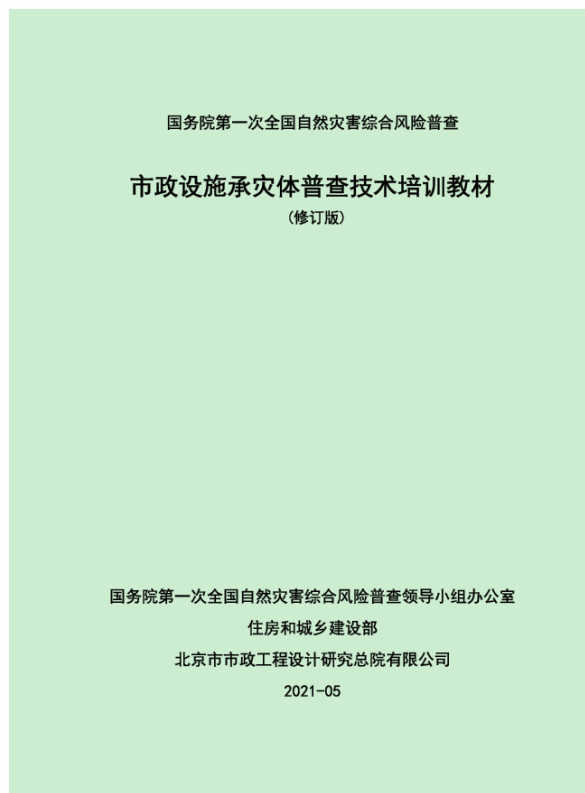 国务院第一次全国自然灾害综合风险普查
市政设施承灾体普查技术培训教材
(修订版)
国务院第一次全国自然灾害综合风险普查领导小组办公室
住房和城乡建设部
北京市市政工程设计研究总院有限公司
2021-05